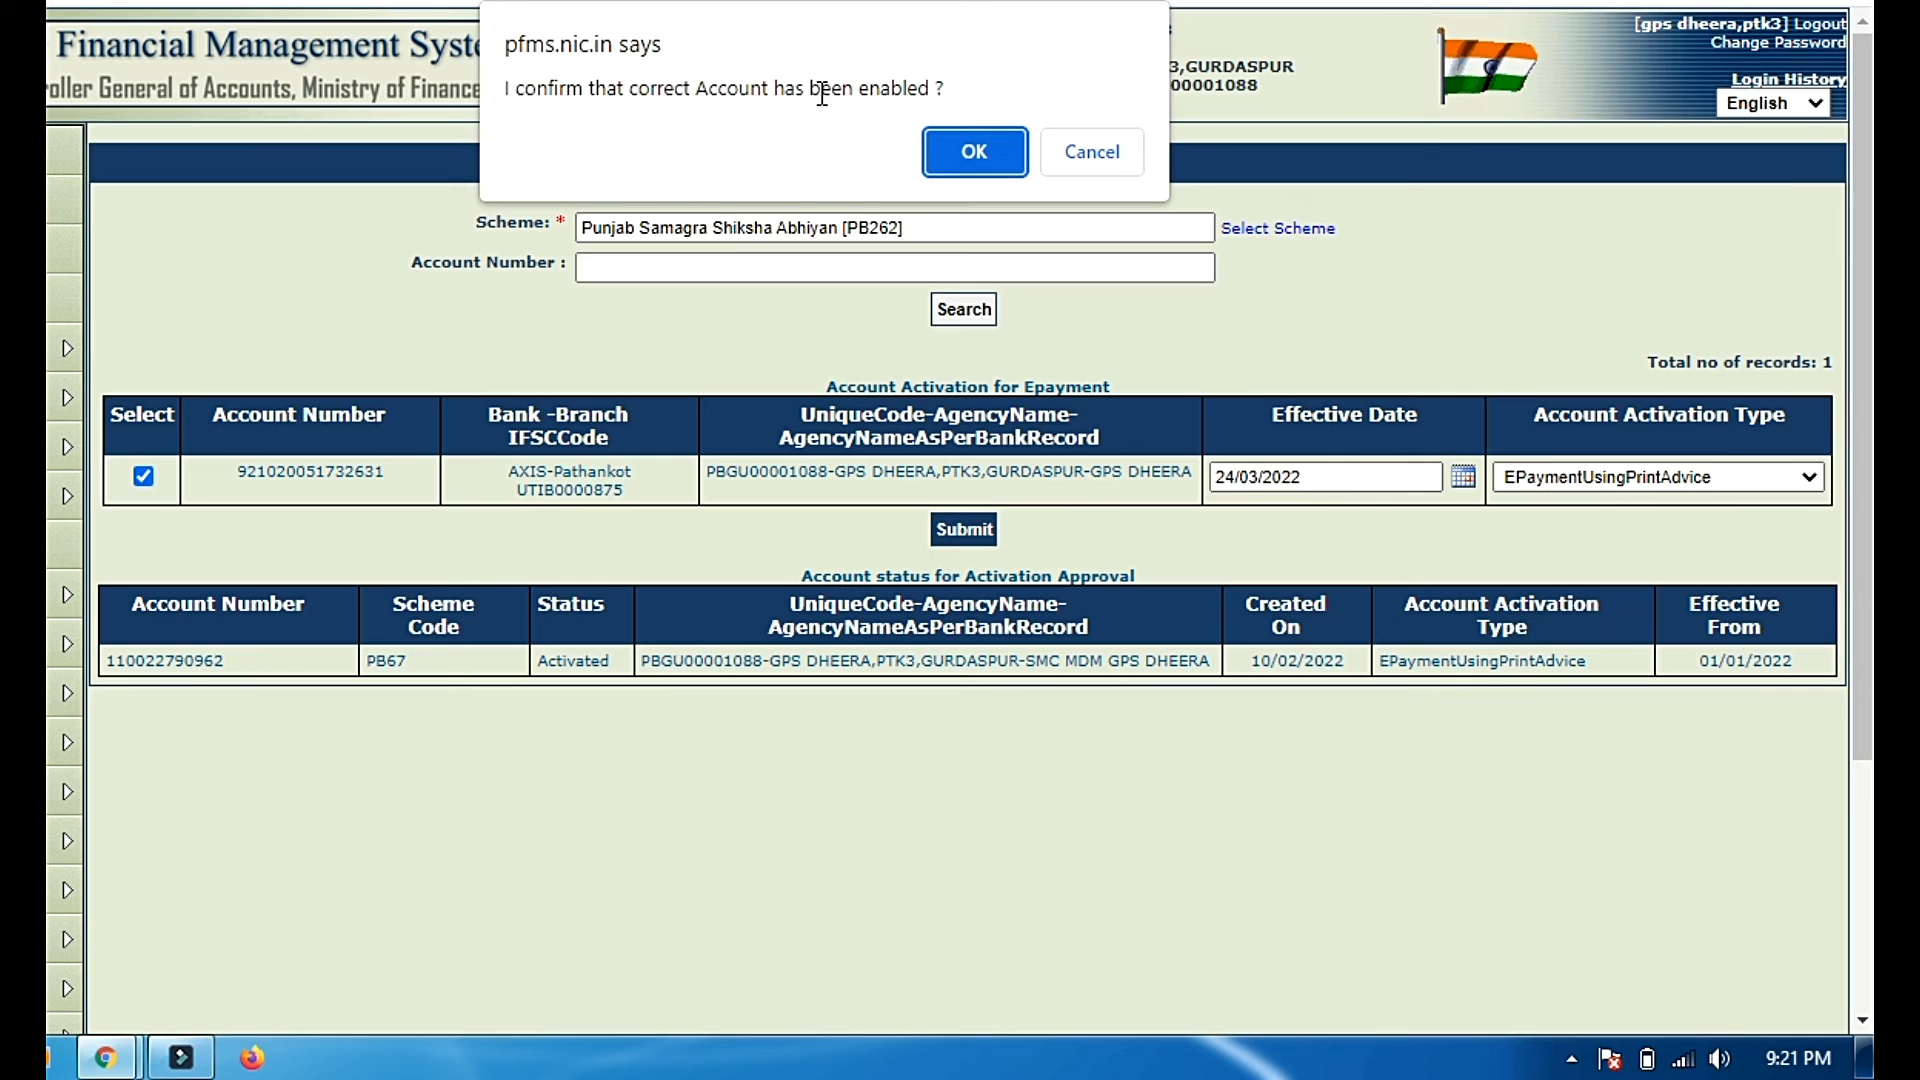 Financial Management Syste
oller General of Accounts, Ministry of Finance
pfms.nic.in says
I confirm that correct Account has been enabled ?
OK
Cancel
3,GURDASPUR
00001088
[gps dheera,ptk3] Logout
Change Password
Login History
English
Scheme: *
Punjab Samagra Shiksha Abhiyan [PB262]
Select Scheme
Account Number :
Search
Total no of records: 1
Account Activation for Epayment
Select
Account Number
Bank -Branch
IFSCCode
UniqueCode-AgencyName-
AgencyNameAsPerBankRecord
Effective Date
Account Activation Type
921020051732631
AXIS-Pathankot
UTIB0000875
PBGU00001088-GPS DHEERA,PTK3,GURDASPUR-GPS DHEERA
24/03/2022
EPaymentUsingPrintAdvice
Submit
Account status for Activation Approval
Account Number
Scheme
Code
Status
UniqueCode-AgencyName-
AgencyNameAsPerBankRecord
Created
On
Account Activation
Type
Effective
From
110022790962
PB67
Activated
PBGU00001088-GPS DHEERA,PTK3,GURDASPUR-SMC MDM GPS DHEERA
10/02/2022
EPaymentUsingPrintAdvice
01/01/2022
9:21 PM